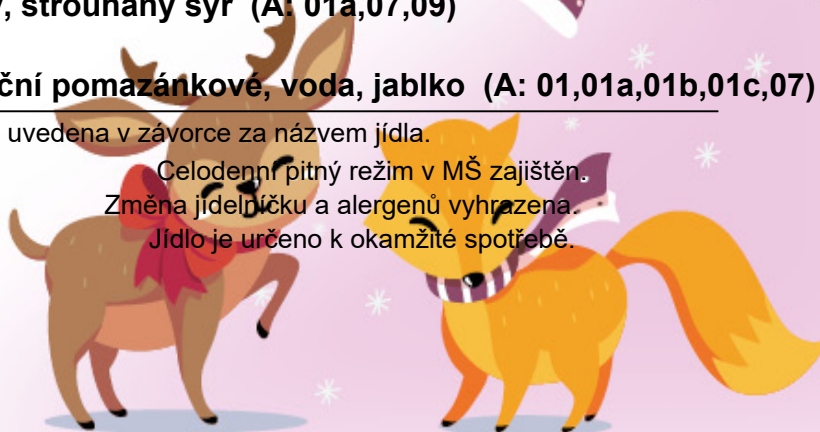 , strouhaný sýr (A: 01a,07,09)
ční pomazánkové, voda, jablko (A: 01,01a,01b,01c,07)
uvedena v závorce za názvem jídla.
Celodenní pitný režim v MŠ zajištěn.
Změna jídelníčku a alergenů vyhrazena.
Jídlo je určeno k okamžité spotřebě.